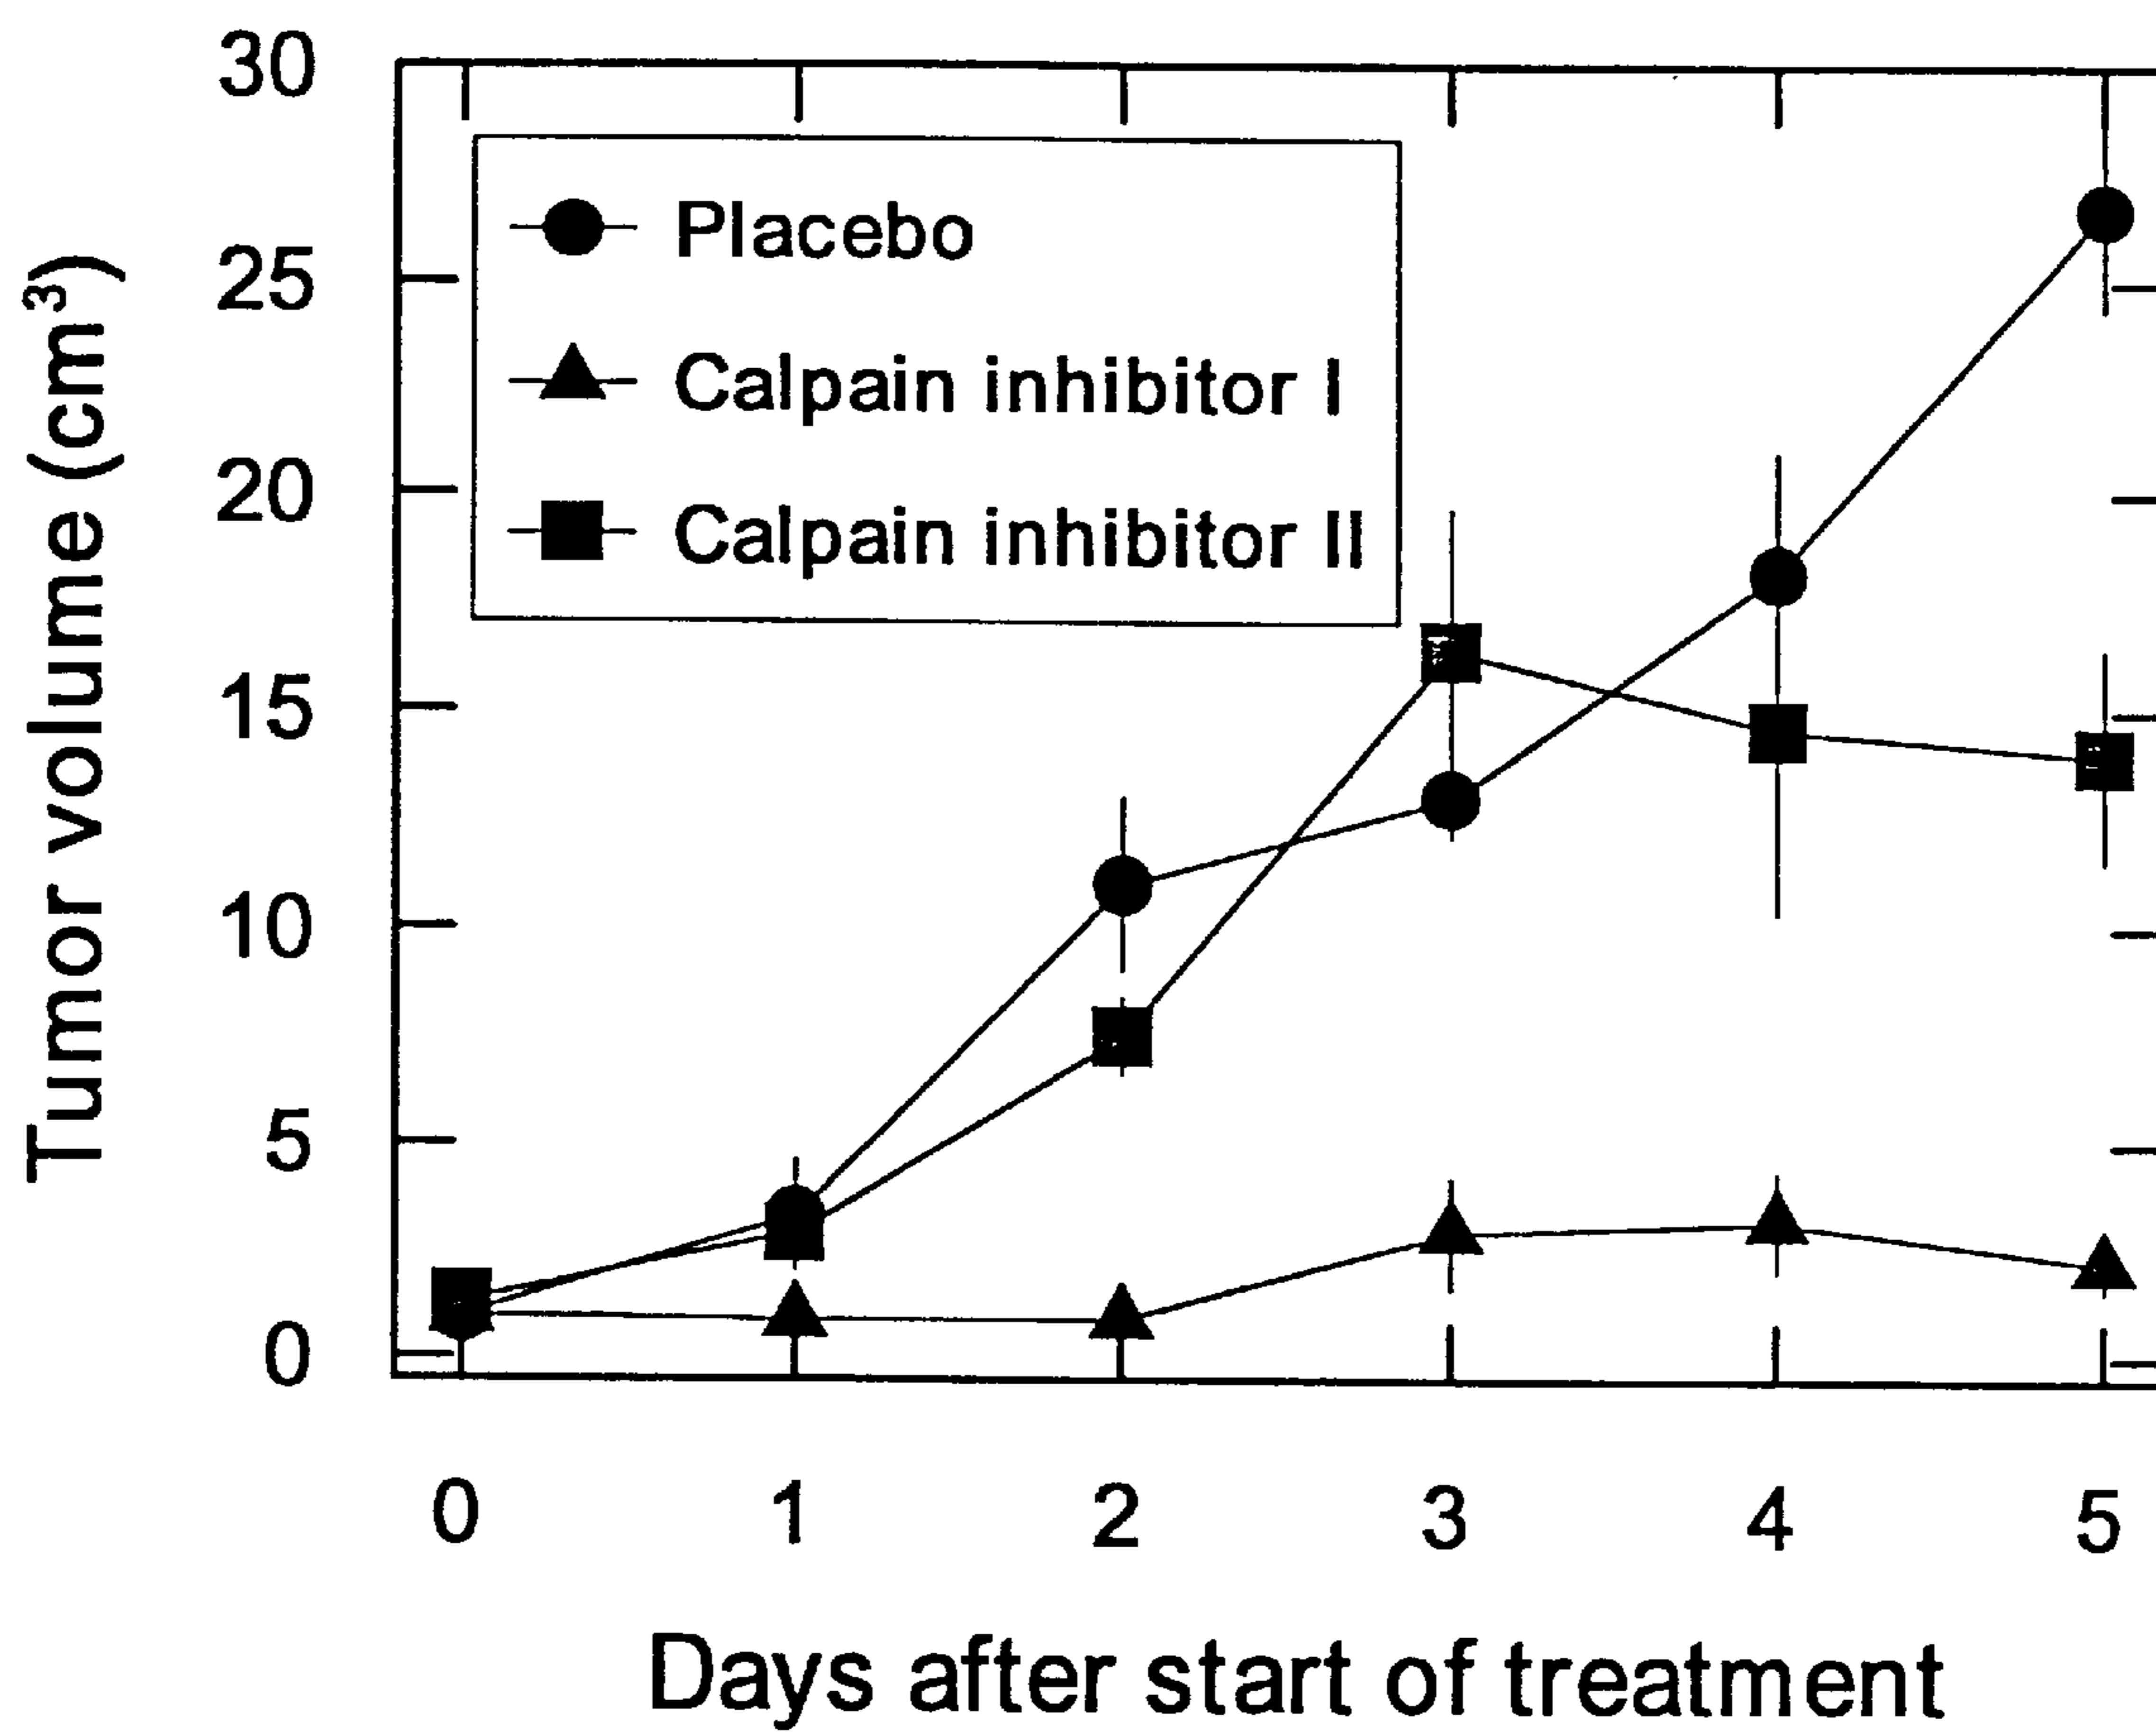 Tumor volume (cm³)
30
25
20
15
10
5
0
Placebo
Calpain inhibitor I
Calpain inhibitor II
0 1 2 3 4 5
Days after start of treatment